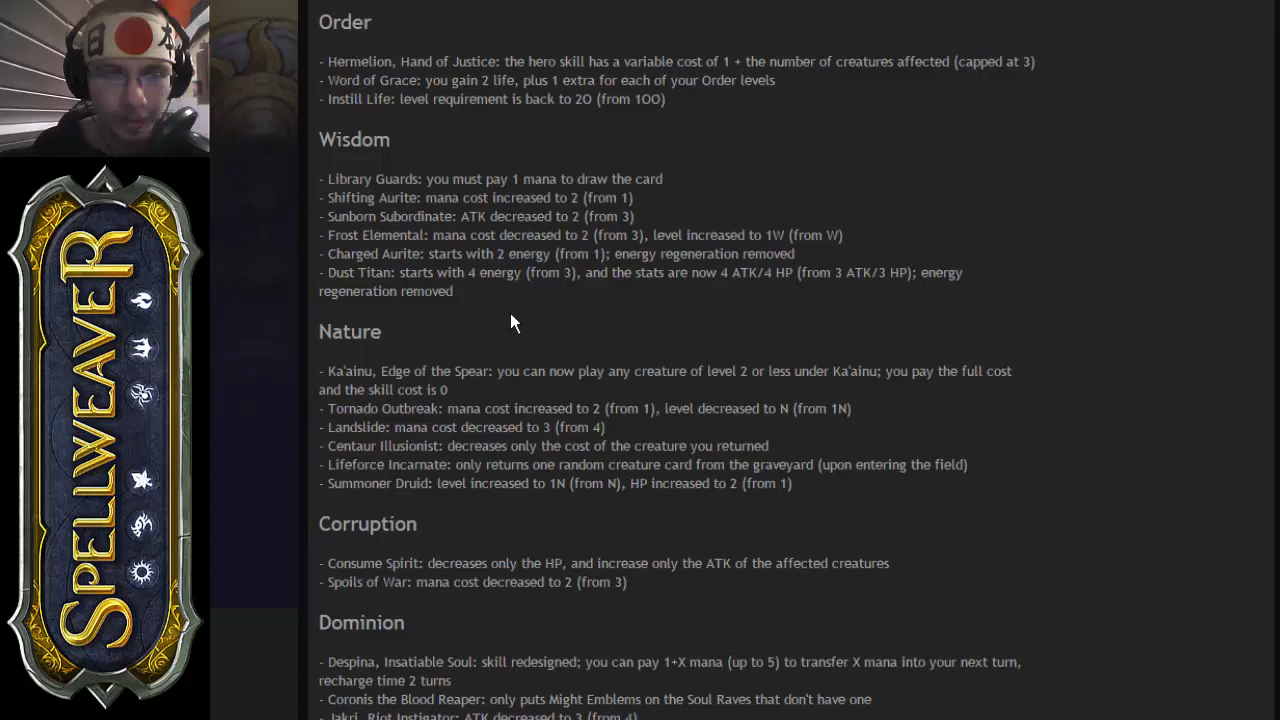 日 本
SPELLWEAVER
Order
- Hermelion, Hand of Justice: the hero skill has a variable cost of 1 + the number of creatures affected (capped at 3)
- Word of Grace: you gain 2 life, plus 1 extra for each of your Order levels
- Instill Life: level requirement is back to 2O (from 1OO)
Wisdom
- Library Guards: you must pay 1 mana to draw the card
- Shifting Aurite: mana cost increased to 2 (from 1)
- Sunborn Subordinate: ATK decreased to 2 (from 3)
- Frost Elemental: mana cost decreased to 2 (from 3), level increased to 1W (from W)
- Charged Aurite: starts with 2 energy (from 1); energy regeneration removed
- Dust Titan: starts with 4 energy (from 3), and the stats are now 4 ATK/4 HP (from 3 ATK/3 HP); energy
regeneration removed
Nature
- Ka'ainu, Edge of the Spear: you can now play any creature of level 2 or less under Ka'ainu; you pay the full cost
and the skill cost is 0
- Tornado Outbreak: mana cost increased to 2 (from 1), level decreased to N (from 1N)
- Landslide: mana cost decreased to 3 (from 4)
- Centaur Illusionist: decreases only the cost of the creature you returned
- Lifeforce Incarnate: only returns one random creature card from the graveyard (upon entering the field)
- Summoner Druid: level increased to 1N (from N), HP increased to 2 (from 1)
Corruption
- Consume Spirit: decreases only the HP, and increase only the ATK of the affected creatures
- Spoils of War: mana cost decreased to 2 (from 3)
Dominion
- Despina, Insatiable Soul: skill redesigned; you can pay 1+X mana (up to 5) to transfer X mana into your next turn,
recharge time 2 turns
- Coronis the Blood Reaper: only puts Might Emblems on the Soul Raves that don't have one
- Jakri, Riot Instigator: ATK decreased to 3 (from 4)